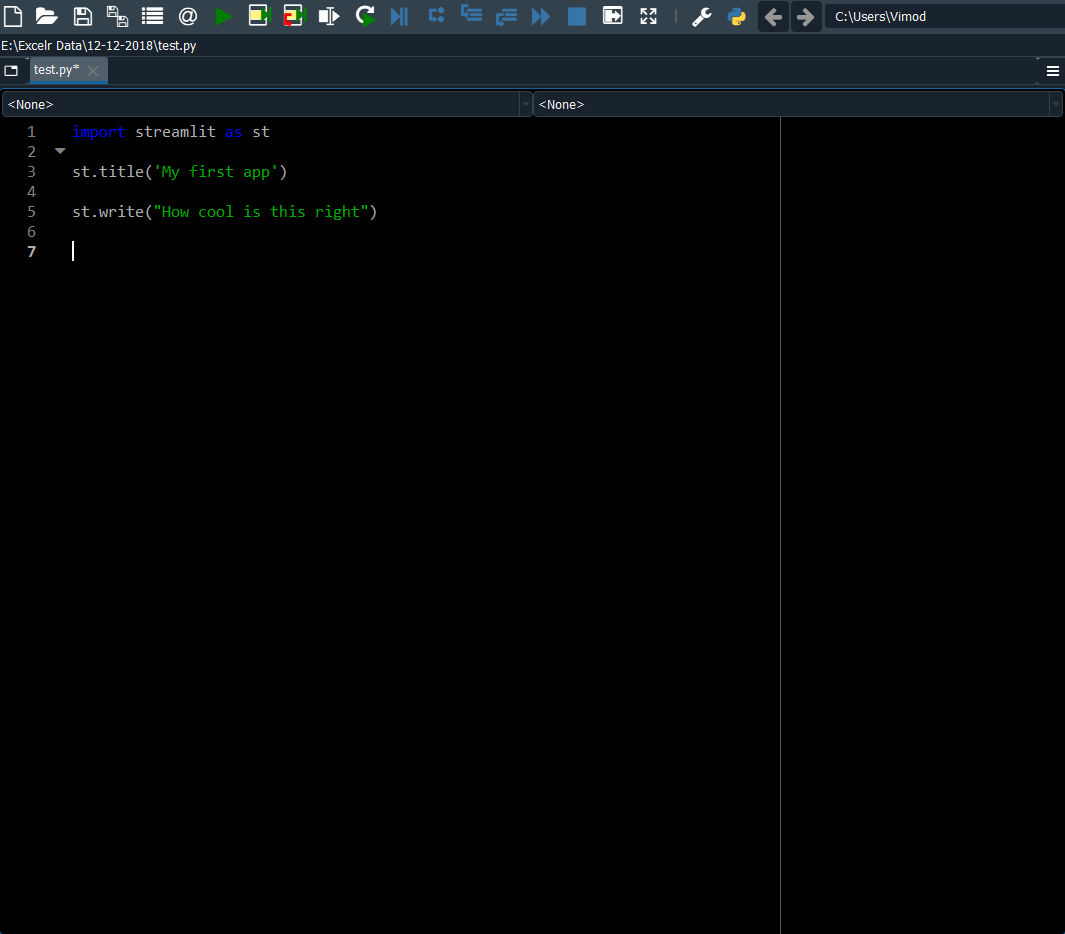 C:\Users\Vimod
E:\Excelr Data\12-12-2018\test.py
test.py*
<None> <None>
1 import streamlit as st
2
3 st.title('My first app')
4
5 st.write("How cool is this right")
6
7